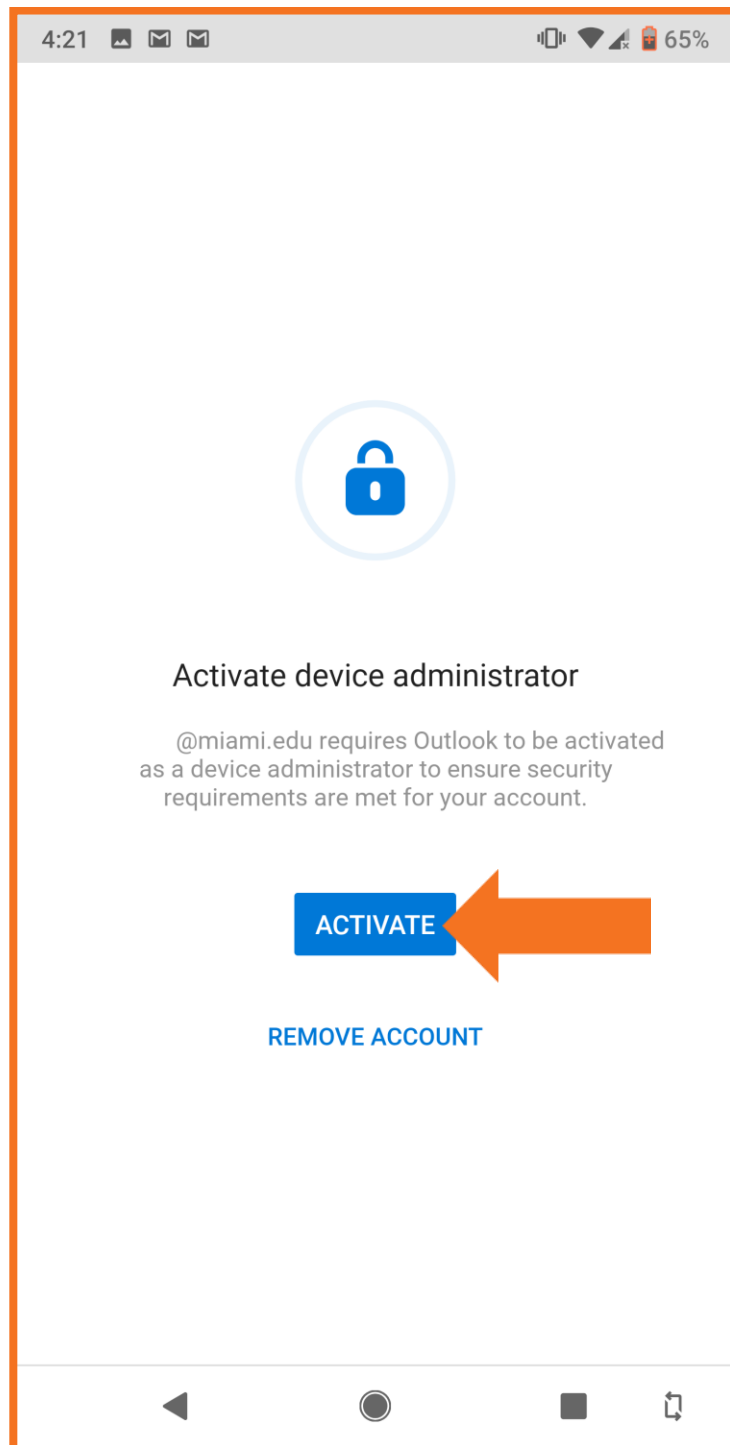 4:21 65%
Activate device administrator
@miami.edu requires Outlook to be activated
as a device administrator to ensure security
requirements are met for your account.
ACTIVATE
REMOVE ACCOUNT